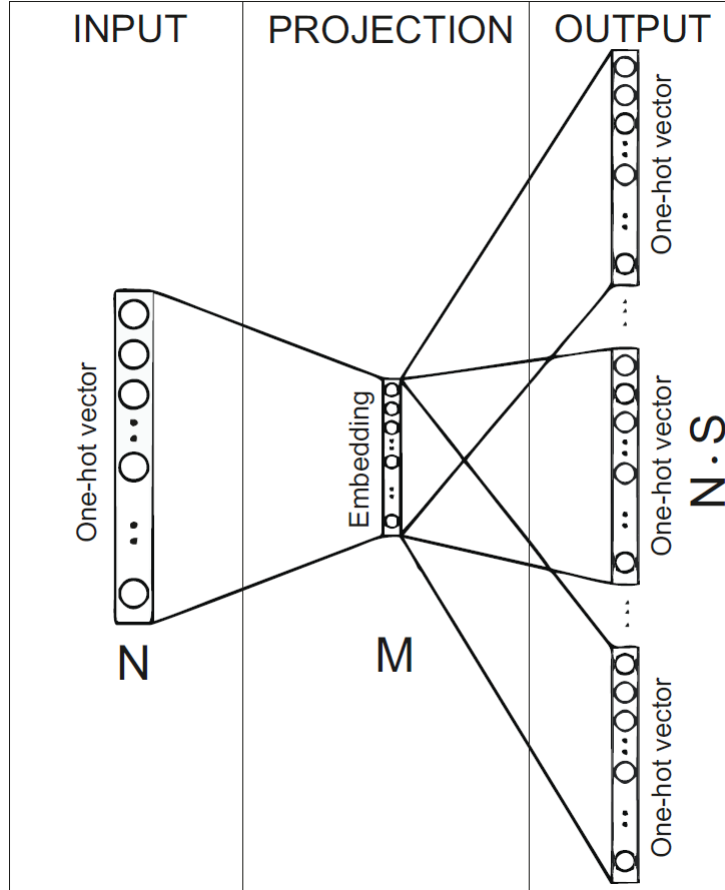 INPUT
PROJECTION
OUTPUT
One-hot vector
N
Embedding
M
One-hot vector
One-hot vector
One-hot vector
N · S